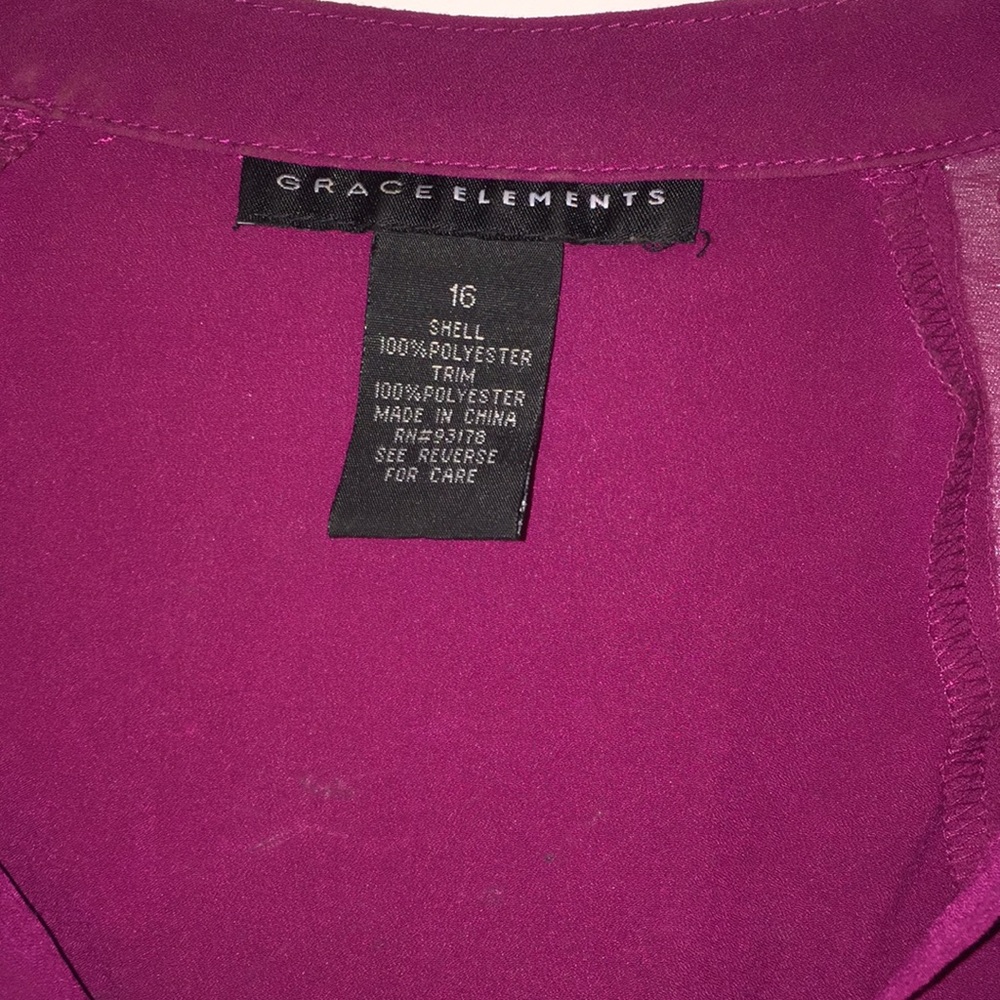 GRACE ELEMENTS
16
SHELL
100%POLYESTER
TRIM
100%POLYESTER
MADE IN CHINA
RN#93178
SEE REVERSE
FOR CARE